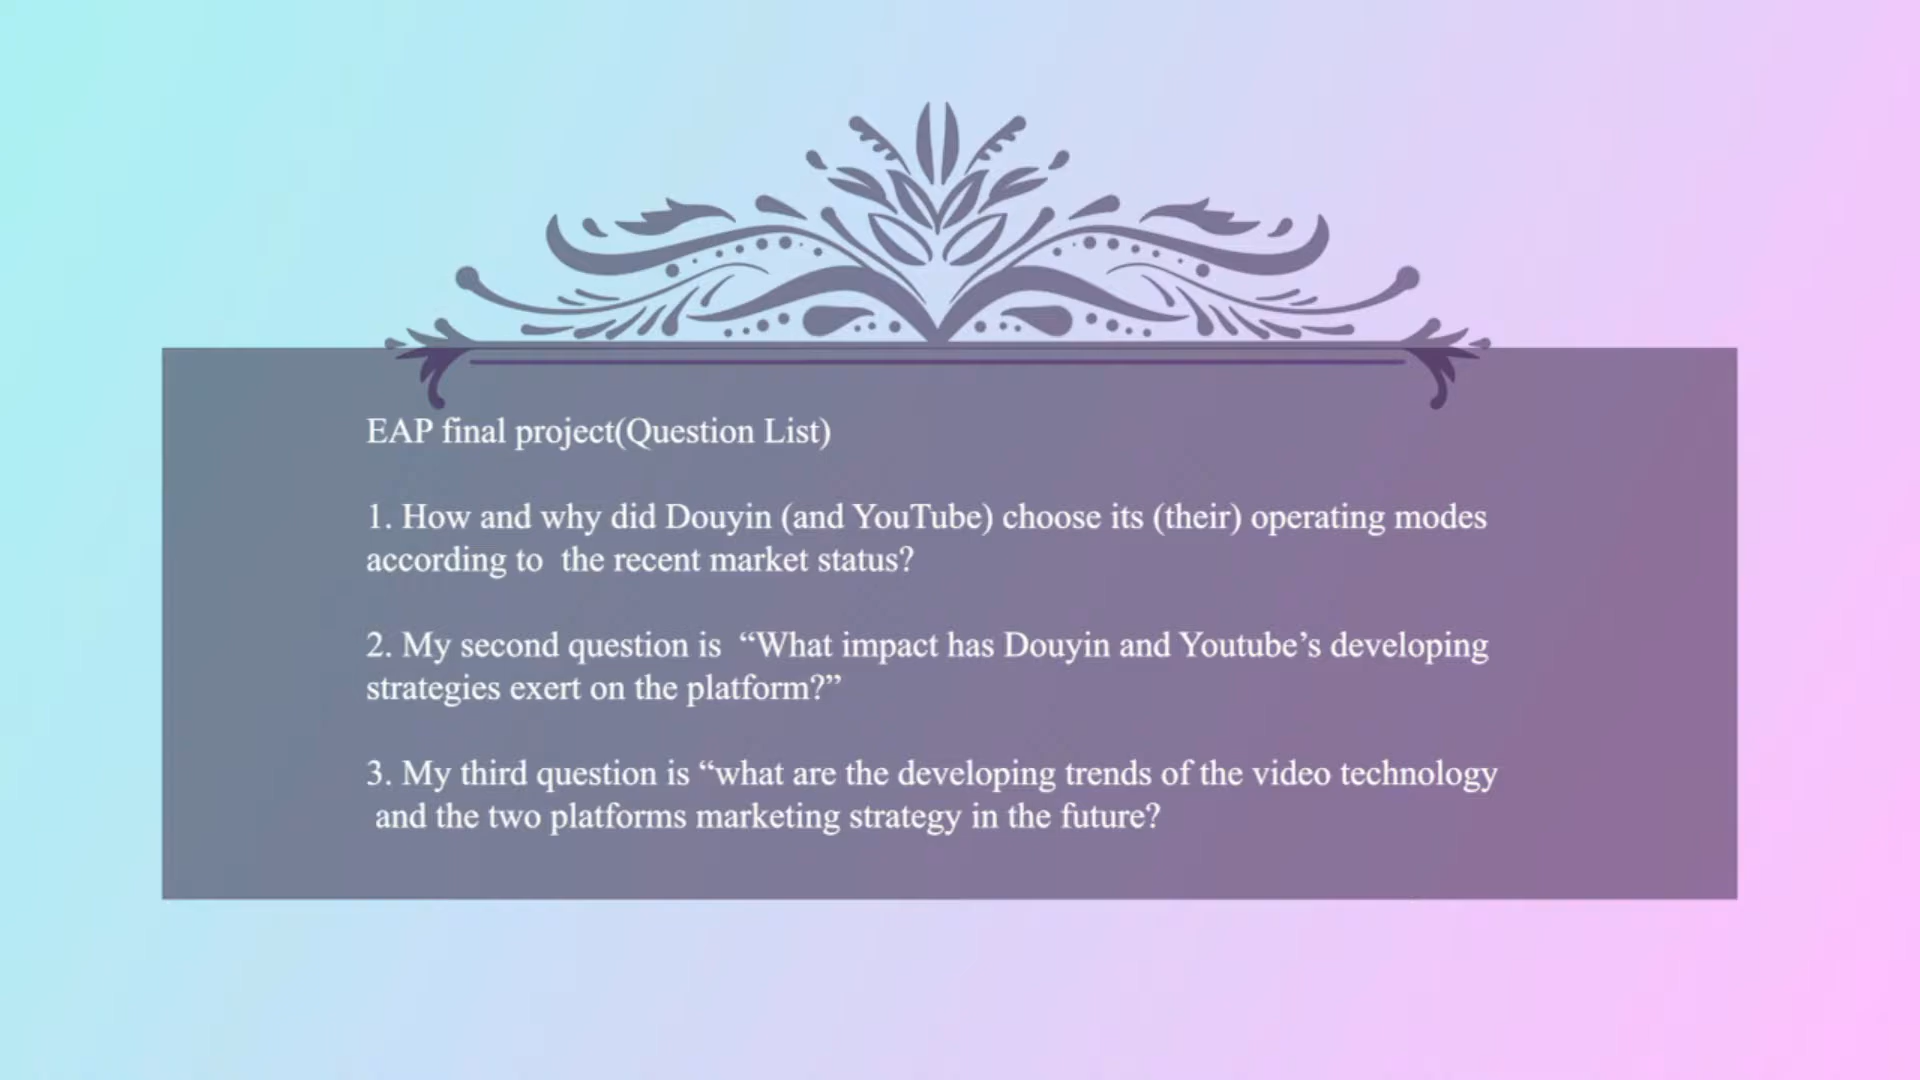 EAP final project(Question List)
1. How and why did Douyin (and YouTube) choose its (their) operating modes
according to  the recent market status?
2. My second question is  “What impact has Douyin and Youtube’s developing
strategies exert on the platform?”
3. My third question is “what are the developing trends of the video technology
and the two platforms marketing strategy in the future?